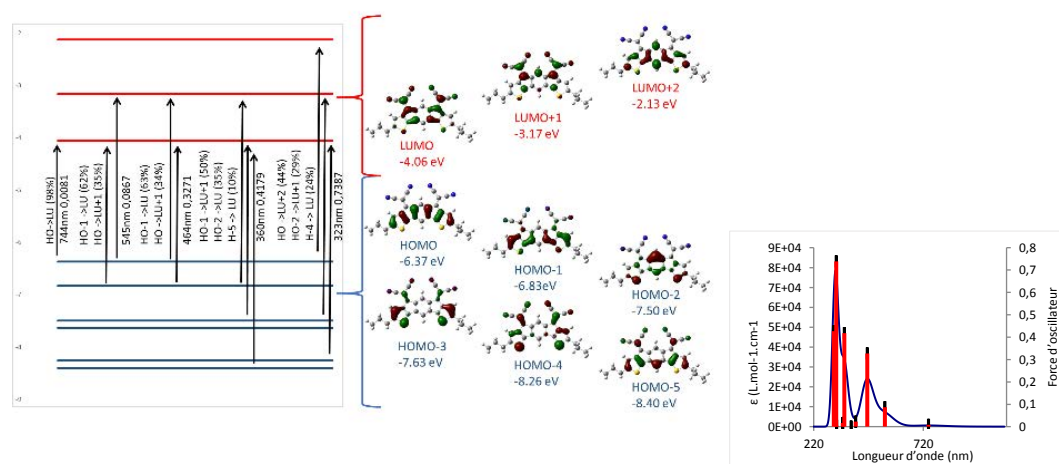 HO->LU (98%)
744nm 0,0081
HO-1 ->LU (62%)
HO ->LU+1 (35%)
545nm 0,0867
HO-1 ->LU (63%)
HO ->LU+1 (34%)
464nm 0,3271
HO-1 ->LU+1 (50%)
HO-2 ->LU (35%)
H-5 -> LU (10%)
360nm 0,4179
HO ->LU+2 (44%)
HO-2 ->LU+1 (29%)
H-4 -> LU (24%)
323nm 0,7387
LUMO+2
-2.13 eV
LUMO+1
-3.17 eV
LUMO
-4.06 eV
HOMO
-6.37 eV
HOMO-1
-6.83eV
HOMO-2
-7.50 eV
HOMO-3
-7.63 eV
HOMO-4
-8.26 eV
HOMO-5
-8.40 eV
9E+04
8E+04
7E+04
6E+04
5E+04
4E+04
3E+04
2E+04
1E+04
0E+00
ε (L.mol-1.cm-1
0,8
0,7
0,6
0,5
0,4
0,3
0,2
0,1
0
Force d'oscillateur
220 720
Longueur d'onde (nm)